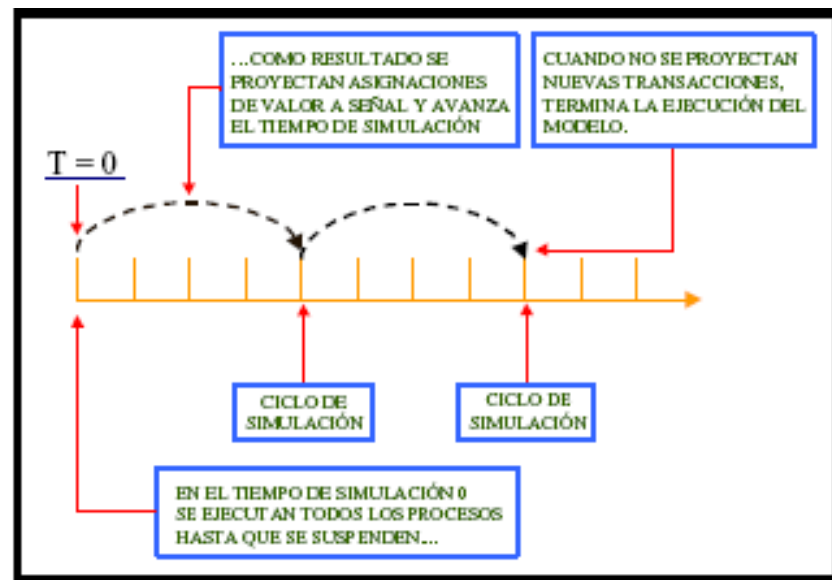 ...COMO RESULTADO SE
PROYECTAN ASIGNACIONES
DE VALOR A SEÑAL Y AVANZA
EL TIEMPO DE SIMULACIÓN
CUANDO NO SE PROYECTAN
NUEVAS TRANSACCIONES,
TERMINA LA EJECUCIÓN DEL
MODELO.
T = 0
CICLO DE
SIMULACIÓN
CICLO DE
SIMULACIÓN
EN EL TIEMPO DE SIMULACIÓN 0
SE EJECUTAN TODOS LOS PROCESOS
HASTA QUE SE SUSPENDEN...